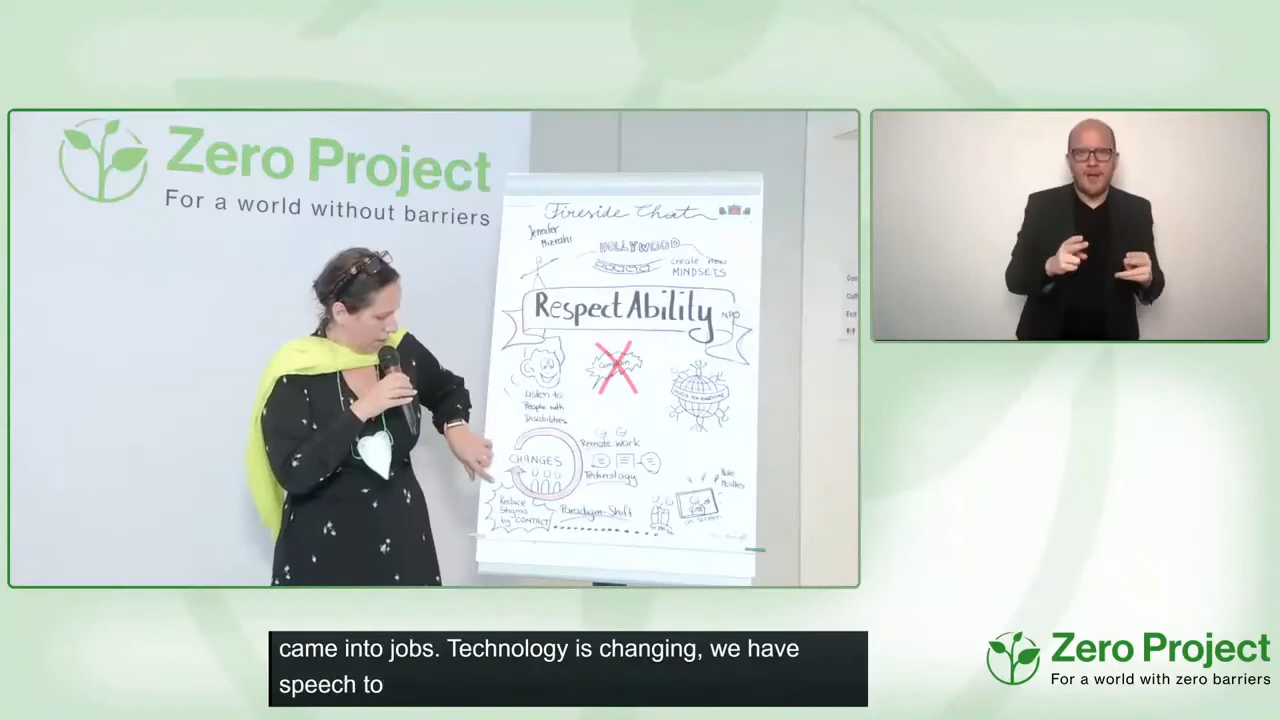 Zero Project
For a world without barriers
Fireside Chat
Jennifer
Mizrahi
HOLLYWOOD
create new
MINDSETS
RespectAbility
NPO
Listen to
People with
Disabilities
Remote work
CHANGES
Technology
Role
Models
Reduce
Stigma
by CONTACT
Paradigm-Shift
on screen
came into jobs. Technology is changing, we have
speech to
Zero Project
For a world with zero barriers